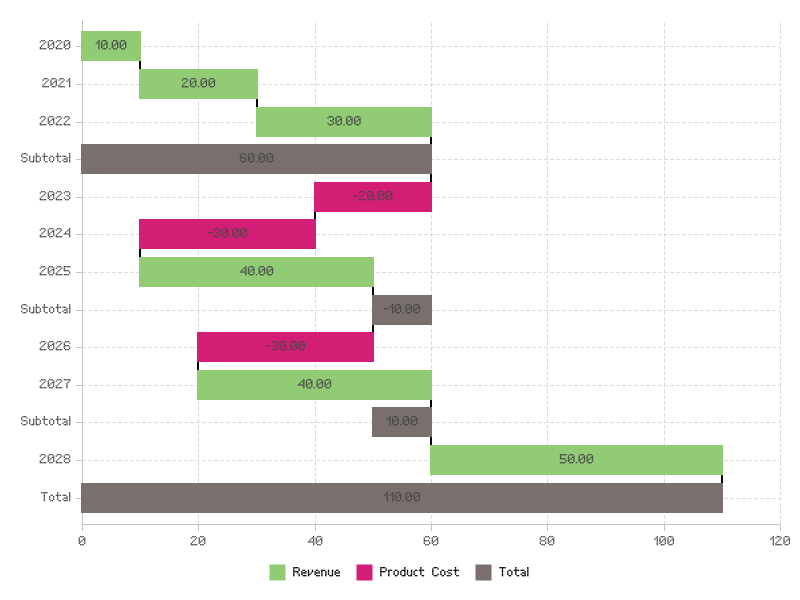 2020 10.00
2021 20.00
2022 30.00
Subtotal 60.00
2023 -20.00
2024 -30.00
2025 40.00
Subtotal -10.00
2026 -30.00
2027 40.00
Subtotal 10.00
2028 50.00
Total 110.00
0 20 40 60 80 100 120
Revenue Product Cost Total